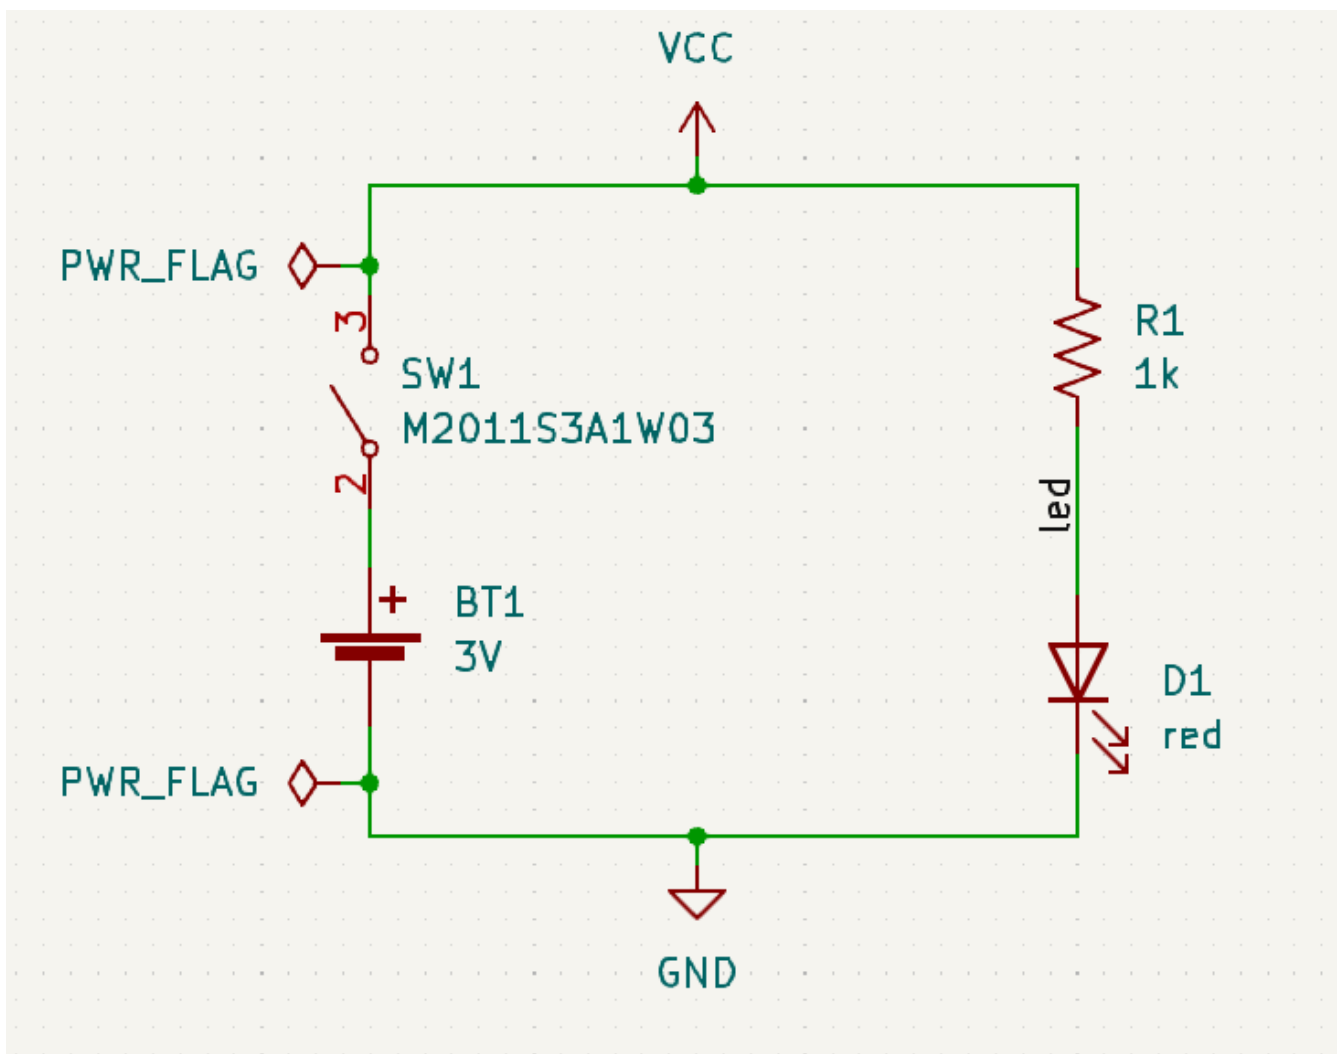 VCC
PWR_FLAG
3
SW1
M2011S3A1W03
2
R1
1k
led
BT1
3V
+
D1
red
PWR_FLAG
GND